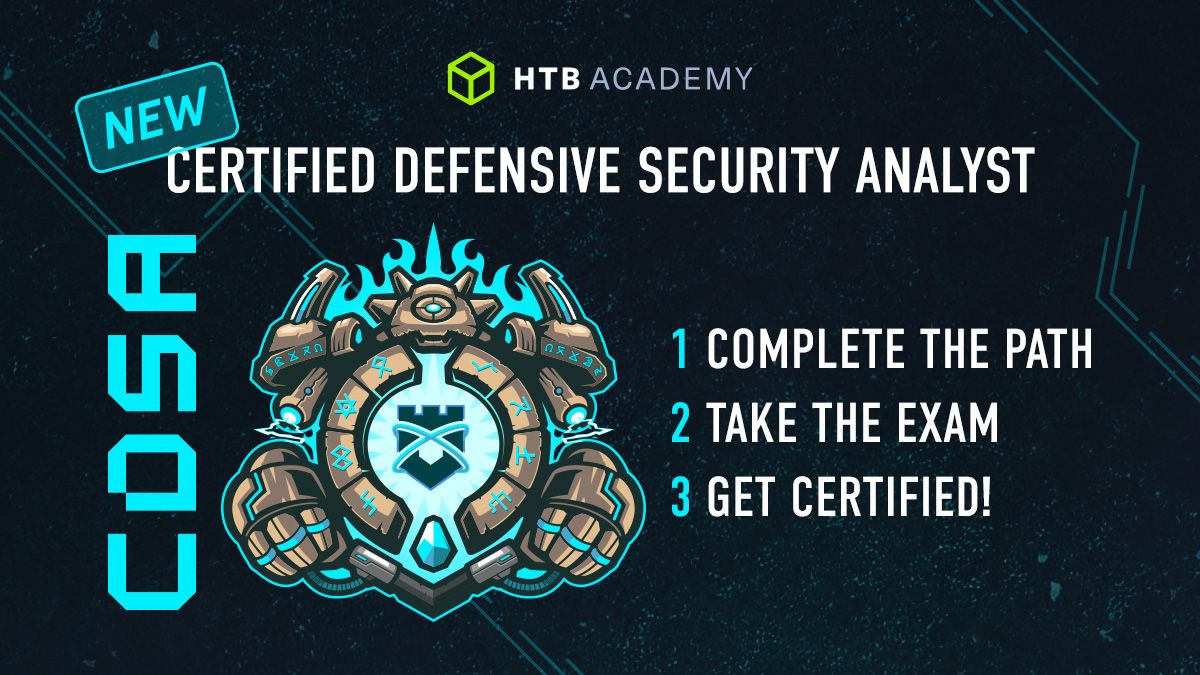 HTB ACADEMY
NEW
CERTIFIED DEFENSIVE SECURITY ANALYST
CDSA
1 COMPLETE THE PATH
2 TAKE THE EXAM
3 GET CERTIFIED!